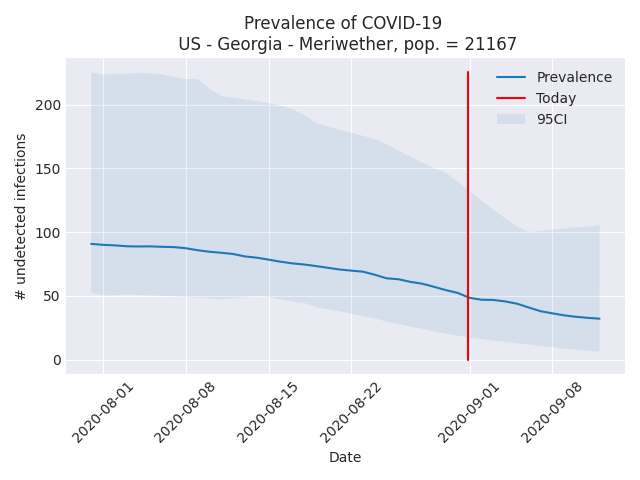 Prevalence of COVID-19
US - Georgia - Meriwether, pop. = 21167
Prevalence
Today
95CI
# undetected infections
200
150
100
50
0
2020-08-01
2020-08-08
2020-08-15
2020-08-22
2020-09-01
2020-09-08
Date